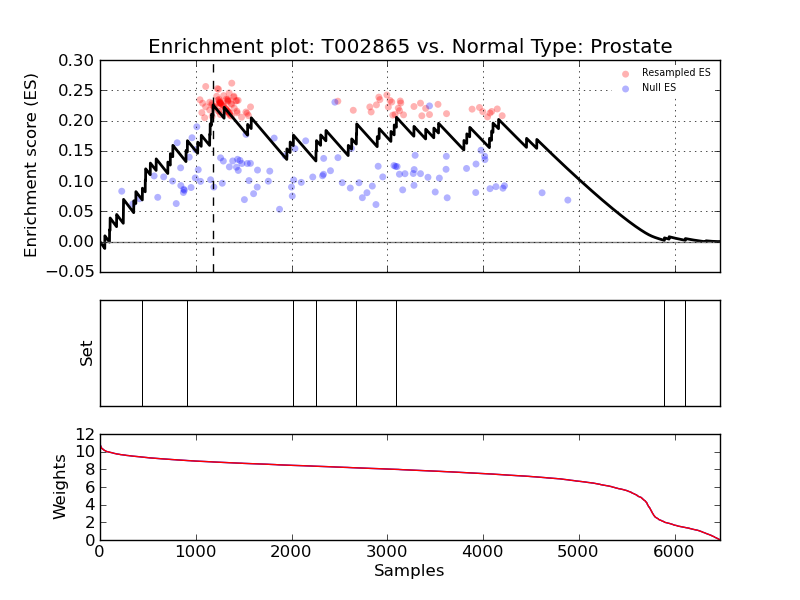 Enrichment plot: T002865 vs. Normal Type: Prostate
Enrichment score (ES)
0.30
0.25
0.20
0.15
0.10
0.05
0.00
−0.05
Resampled ES
Null ES
Set
Weights
12
10
8
6
4
2
0
0 1000 2000 3000 4000 5000 6000
Samples